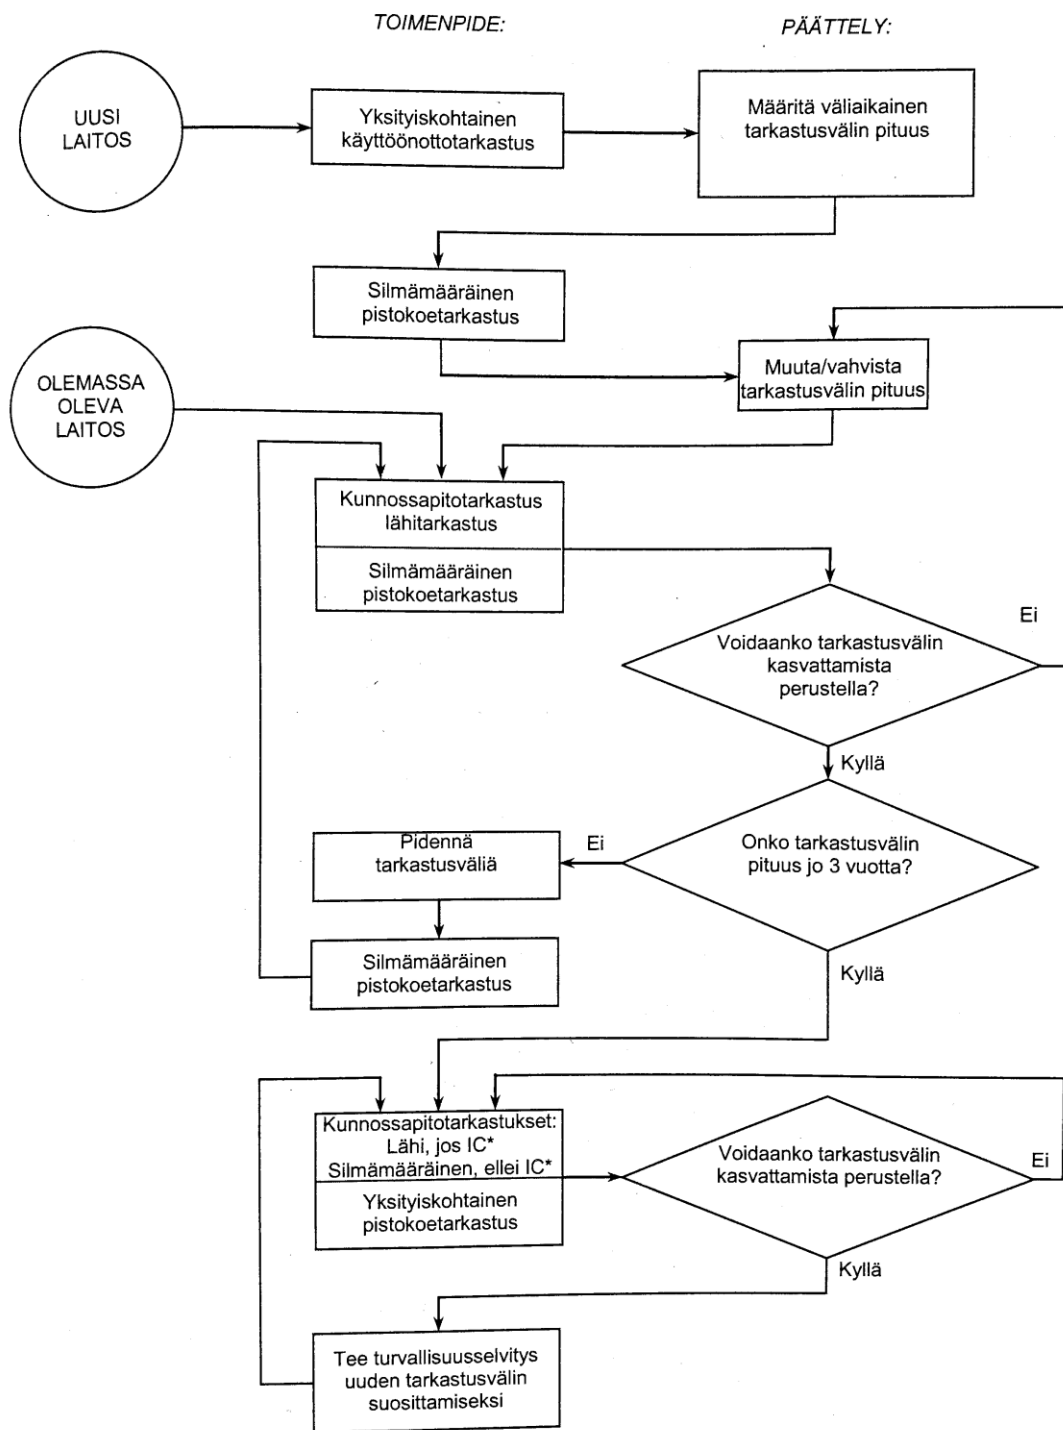 TOIMENPIDE:
PÄÄTTELY:
UUSI
LAITOS
Yksityiskohtainen
käyttöönottotarkastus
Määritä väliaikainen
tarkastusvälin pituus
Silmämääräinen
pistokoetarkastus
Muuta/vahvista
tarkastusvälin pituus
OLEMASSA
OLEVA
LAITOS
Kunnossapitotarkastus
lähitarkastus
Silmämääräinen
pistokoetarkastus
Voidaanko tarkastusvälin
kasvattamista
perustella?
Ei
Kyllä
Onko tarkastusvälin
pituus jo 3 vuotta?
Ei
Pidennä
tarkastusväliä
Silmämääräinen
pistokoetarkastus
Kyllä
Kunnossapitotarkastukset:
Lähi, jos IC*
Silmämääräinen, ellei IC*
Yksityiskohtainen
pistokoetarkastus
Voidaanko tarkastusvälin
kasvattamista perustella?
Ei
Kyllä
Tee turvallisuusselvitys
uuden tarkastusvälin
suosittamiseksi